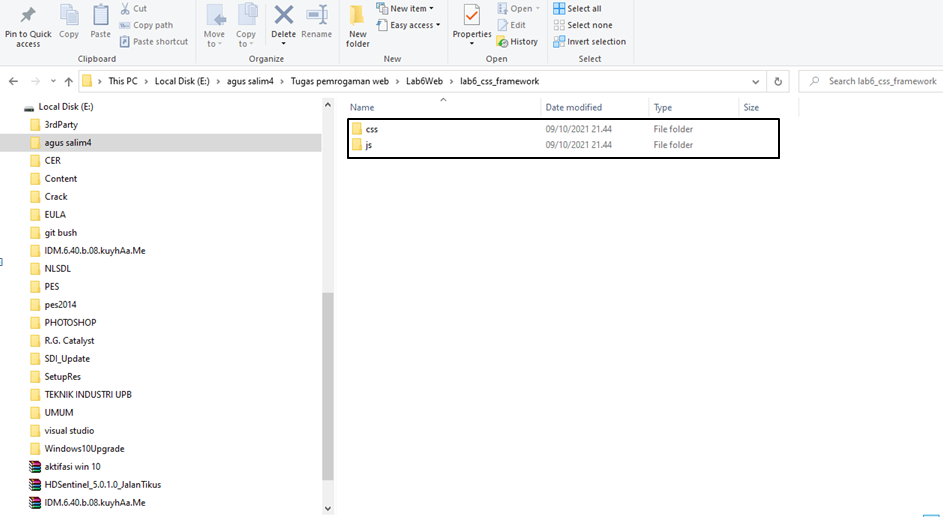 Pin to Quick access
Copy
Paste
Cut
Copy path
Paste shortcut
Clipboard
Move to
Copy to
Delete
Rename
Organize
New folder
New item
Easy access
New
Properties
Open
Edit
History
Open
Select all
Select none
Invert selection
Select
This PC > Local Disk (E:) > agus salim4 > Tugas pemrogaman web > Lab6Web > lab6_css_framework
Search lab6_css_framework
Local Disk (E:)
3rdParty
agus salim4
CER
Content
Crack
EULA
git bush
IDM.6.40.b.08.kuyhAa.Me
NLSDL
PES
pes2014
PHOTOSHOP
R.G. Catalyst
SDI_Update
SetupRes
TEKNIK INDUSTRI UPB
UMUM
visual studio
Windows10Upgrade
aktifasi win 10
HDSentinel_5.0.1.0_JalanTikus
IDM.6.40.b.08.kuyhAa.Me
Name Date modified Type Size
css 09/10/2021 21.44 File folder
js 09/10/2021 21.44 File folder